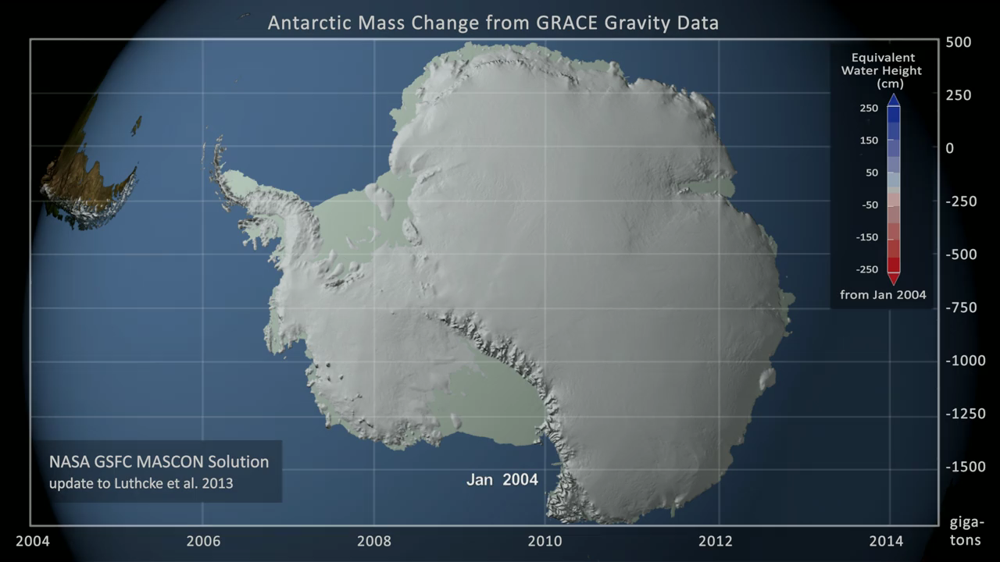 Antarctic Mass Change from GRACE Gravity Data
500
Equivalent
Water Height
(cm)
250
150
50
-50
-150
-250
from Jan 2004
250
0
-250
-500
-750
-1000
-1250
-1500
giga-
tons
NASA GSFC MASCON Solution
update to Luthcke et al. 2013
Jan 2004
2004
2006
2008
2010
2012
2014